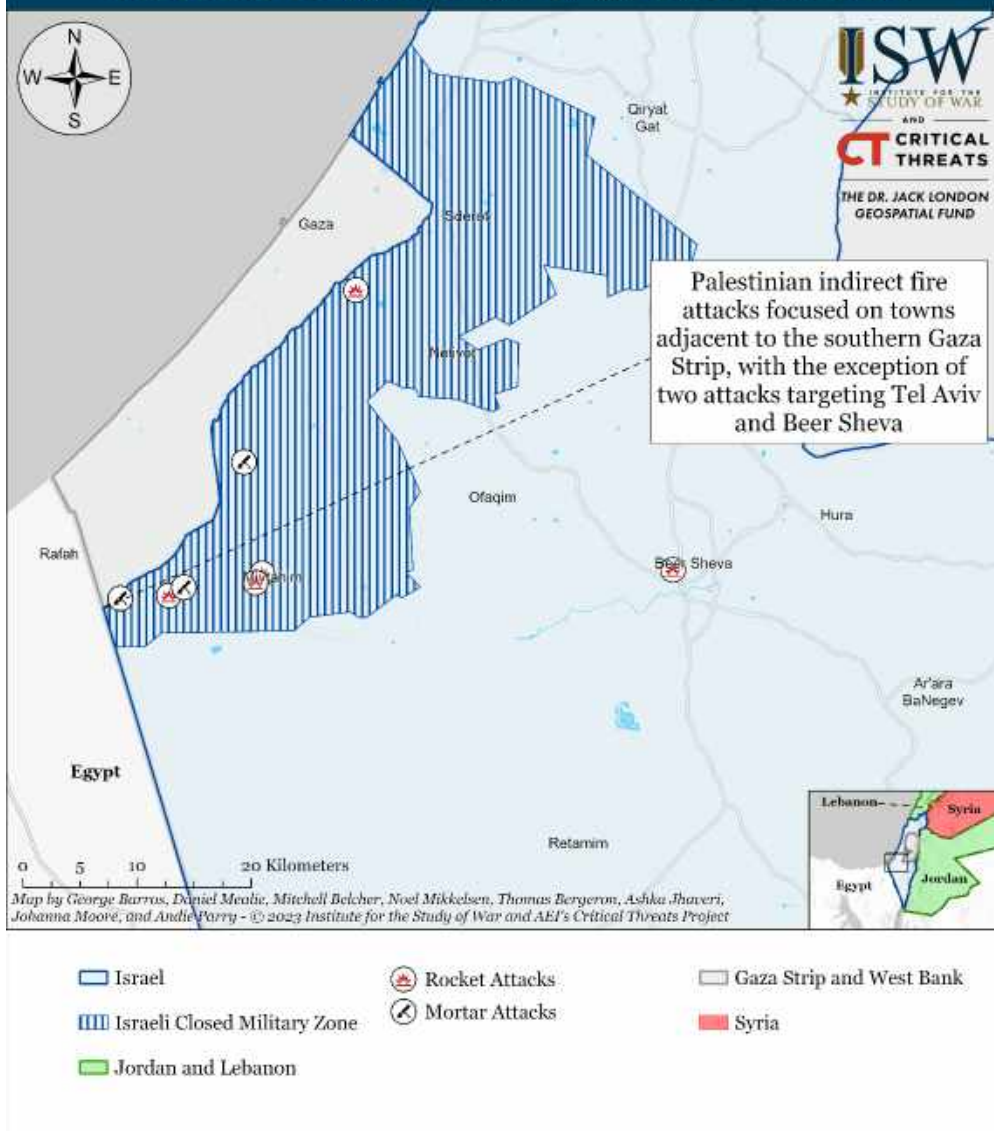 N
W E
S
ISW
INSTITUTE FOR THE
STUDY OF WAR
AND
CT CRITICAL
THREATS
THE DR. JACK LONDON
GEOSPATIAL FUND
Qiryat
Gat
Gaza
Sderot
Palestinian indirect fire
attacks focused on towns
adjacent to the southern Gaza
Strip, with the exception of
two attacks targeting Tel Aviv
and Beer Sheva
Netivot
Ofaqim
Hura
Rafah
Beer Sheva
Ar'ara
BaNegev
Egypt
Retamim
Lebanon
Syria
Egypt
Jordan
0 5 10 20 Kilometers
Map by George Barros, Daniel Mealie, Mitchell Belcher, Noel Mikkelsen, Thomas Bergeron, Ashka Jhaveri,
Johanna Moore, and Andie Parry - © 2023 Institute for the Study of War and AEI's Critical Threats Project
Israel
Israeli Closed Military Zone
Jordan and Lebanon
Rocket Attacks
Mortar Attacks
Gaza Strip and West Bank
Syria